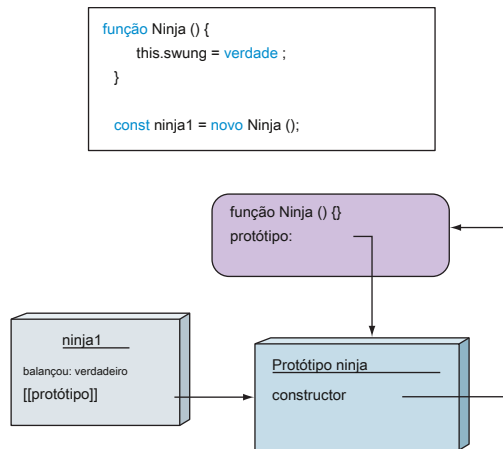 função Ninja () {
this.swung = verdade ;
}
const ninja1 = novo Ninja ();
função Ninja () {}
protótipo:
ninja1
balançou: verdadeiro
[[protótipo]]
Protótipo ninja
constructor